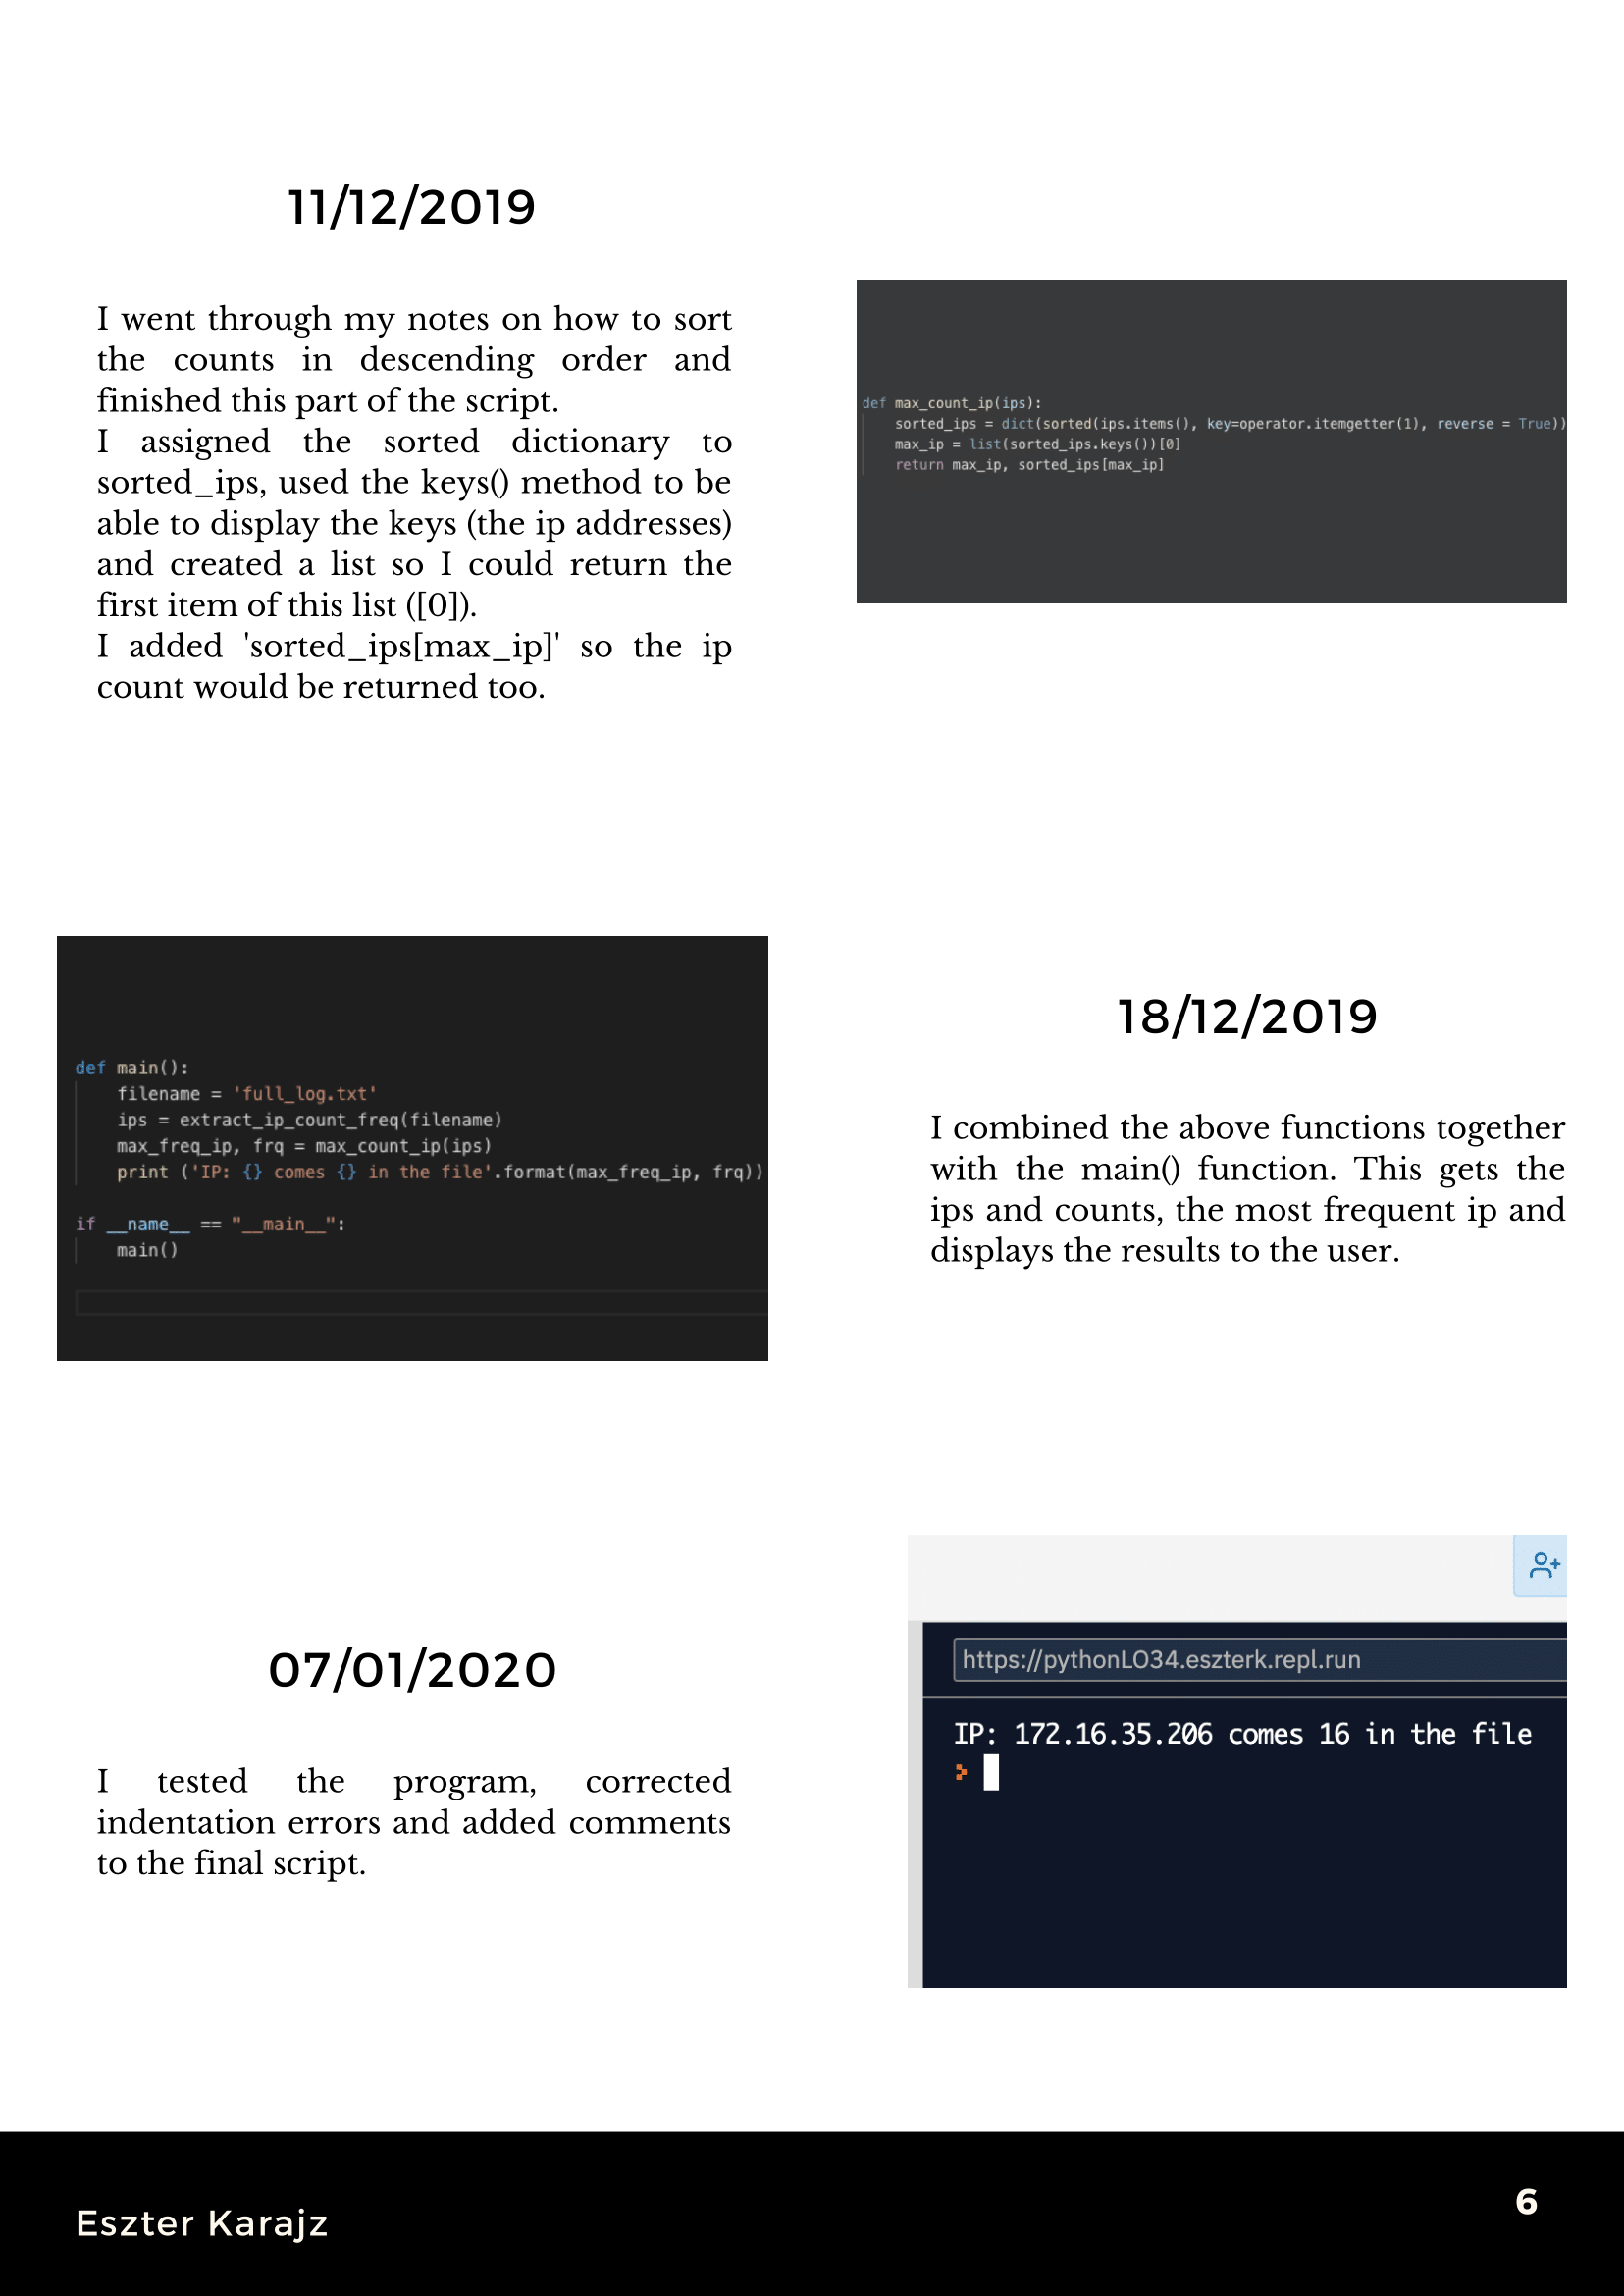 11/12/2019
I went through my notes on how to sort
the counts in descending order and
finished this part of the script.
I assigned the sorted dictionary to
sorted_ips, used the keys() method to be
able to display the keys (the ip addresses)
and created a list so I could return the
first item of this list ([0]).
I added 'sorted_ips[max_ip]' so the ip
count would be returned too.
def max_count_ip(ips):
    sorted_ips = dict(sorted(ips.items(), key=operator.itemgetter(1), reverse = True))
    max_ip = list(sorted_ips.keys())[0]
    return max_ip, sorted_ips[max_ip]
def main():
    filename = 'full_log.txt'
    ips = extract_ip_count_freq(filename)
    max_freq_ip, frq = max_count_ip(ips)
    print ('IP: {} comes {} in the file'.format(max_freq_ip, frq))
if __name__ == "__main__":
    main()
18/12/2019
I combined the above functions together
with the main() function. This gets the
ips and counts, the most frequent ip and
displays the results to the user.
07/01/2020
I tested the program, corrected
indentation errors and added comments
to the final script.
https://pythonLO34.eszterk.repl.run
IP: 172.16.35.206 comes 16 in the file
Eszter Karajz
6